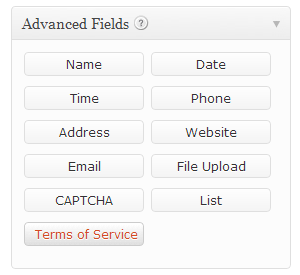 Advanced Fields ?
Name Date
Time Phone
Address Website
Email File Upload
CAPTCHA List
Terms of Service